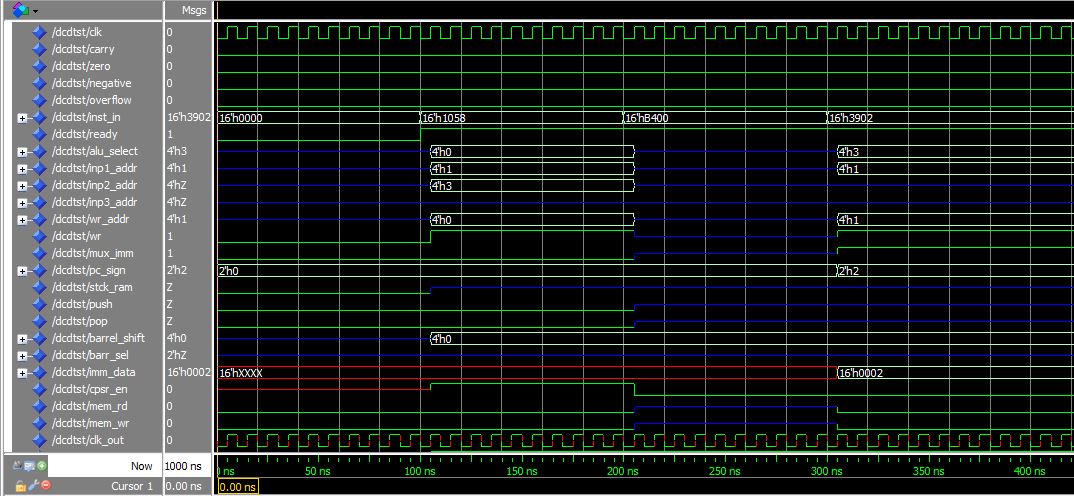 Msgs
/dcdtst/clk 0
/dcdtst/carry 0
/dcdtst/zero 0
/dcdtst/negative 0
/dcdtst/overflow 0
/dcdtst/inst_in 16'h3902 16'h0000 16'h1058 16'hB400 16'h3902
/dcdtst/ready 1
/dcdtst/alu_select 4'h3 4'h0 4'h3
/dcdtst/inp1_addr 4'h1 4'h1 4'h1
/dcdtst/inp2_addr 4'hZ 4'h3
/dcdtst/inp3_addr 4'hZ
/dcdtst/wr_addr 4'h1 4'h0 4'h1
/dcdtst/wr 1
/dcdtst/mux_imm 1
/dcdtst/pc_sign 2'h2 2'h0 2'h2
/dcdtst/stck_ram Z
/dcdtst/push Z
/dcdtst/pop Z
/dcdtst/barrel_shift 4'h0 4'h0
/dcdtst/barr_sel 2'hZ
/dcdtst/imm_data 16'h0002 16'hXXXX 16'h0002
/dcdtst/cpsr_en 0
/dcdtst/mem_rd 0
/dcdtst/mem_wr 0
/dcdtst/clk_out 0
Now 1000 ns 0 ns 50 ns 100 ns 150 ns 200 ns 250 ns 300 ns 350 ns 400 ns
Cursor 1 0.00 ns 0.00 ns